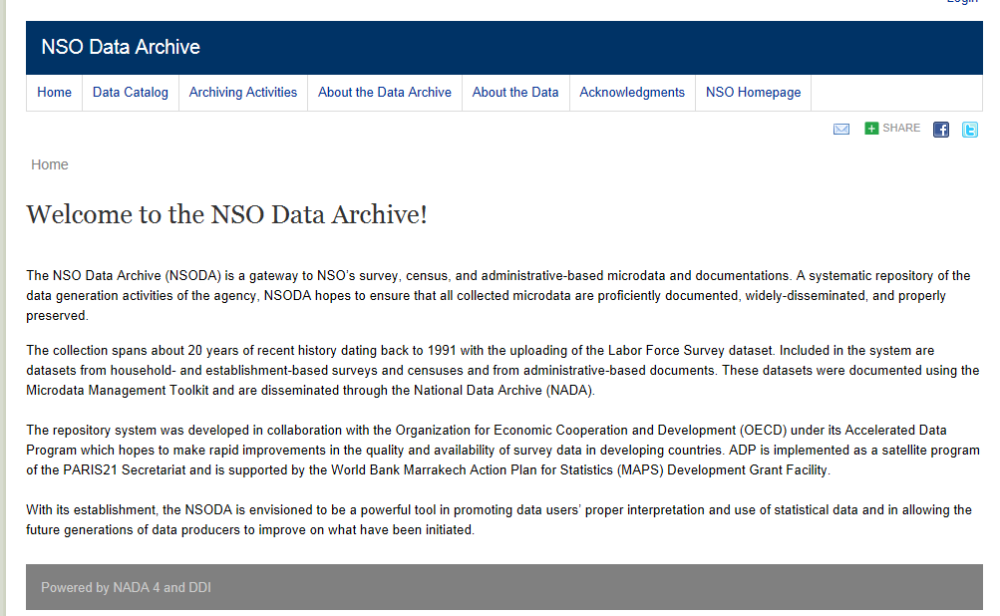 Login
NSO Data Archive
Home Data Catalog Archiving Activities About the Data Archive About the Data Acknowledgments NSO Homepage
SHARE
Home
Welcome to the NSO Data Archive!
The NSO Data Archive (NSODA) is a gateway to NSO's survey, census, and administrative-based microdata and documentations. A systematic repository of the
data generation activities of the agency, NSODA hopes to ensure that all collected microdata are proficiently documented, widely-disseminated, and properly
preserved.
The collection spans about 20 years of recent history dating back to 1991 with the uploading of the Labor Force Survey dataset. Included in the system are
datasets from household- and establishment-based surveys and censuses and from administrative-based documents. These datasets were documented using the
Microdata Management Toolkit and are disseminated through the National Data Archive (NADA).
The repository system was developed in collaboration with the Organization for Economic Cooperation and Development (OECD) under its Accelerated Data
Program which hopes to make rapid improvements in the quality and availability of survey data in developing countries. ADP is implemented as a satellite program
of the PARIS21 Secretariat and is supported by the World Bank Marrakech Action Plan for Statistics (MAPS) Development Grant Facility.
With its establishment, the NSODA is envisioned to be a powerful tool in promoting data users' proper interpretation and use of statistical data and in allowing the
future generations of data producers to improve on what have been initiated.
Powered by NADA 4 and DDI